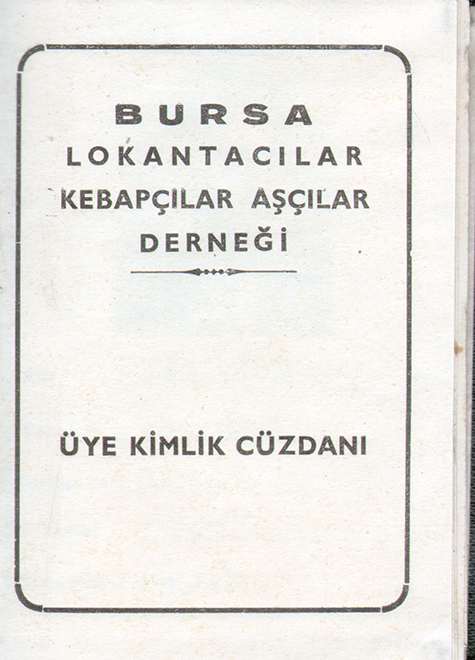 BURSA
LOKANTACILAR
KEBAPÇILAR AŞÇILAR
DERNEĞİ
ÜYE KİMLİK CÜZDANI